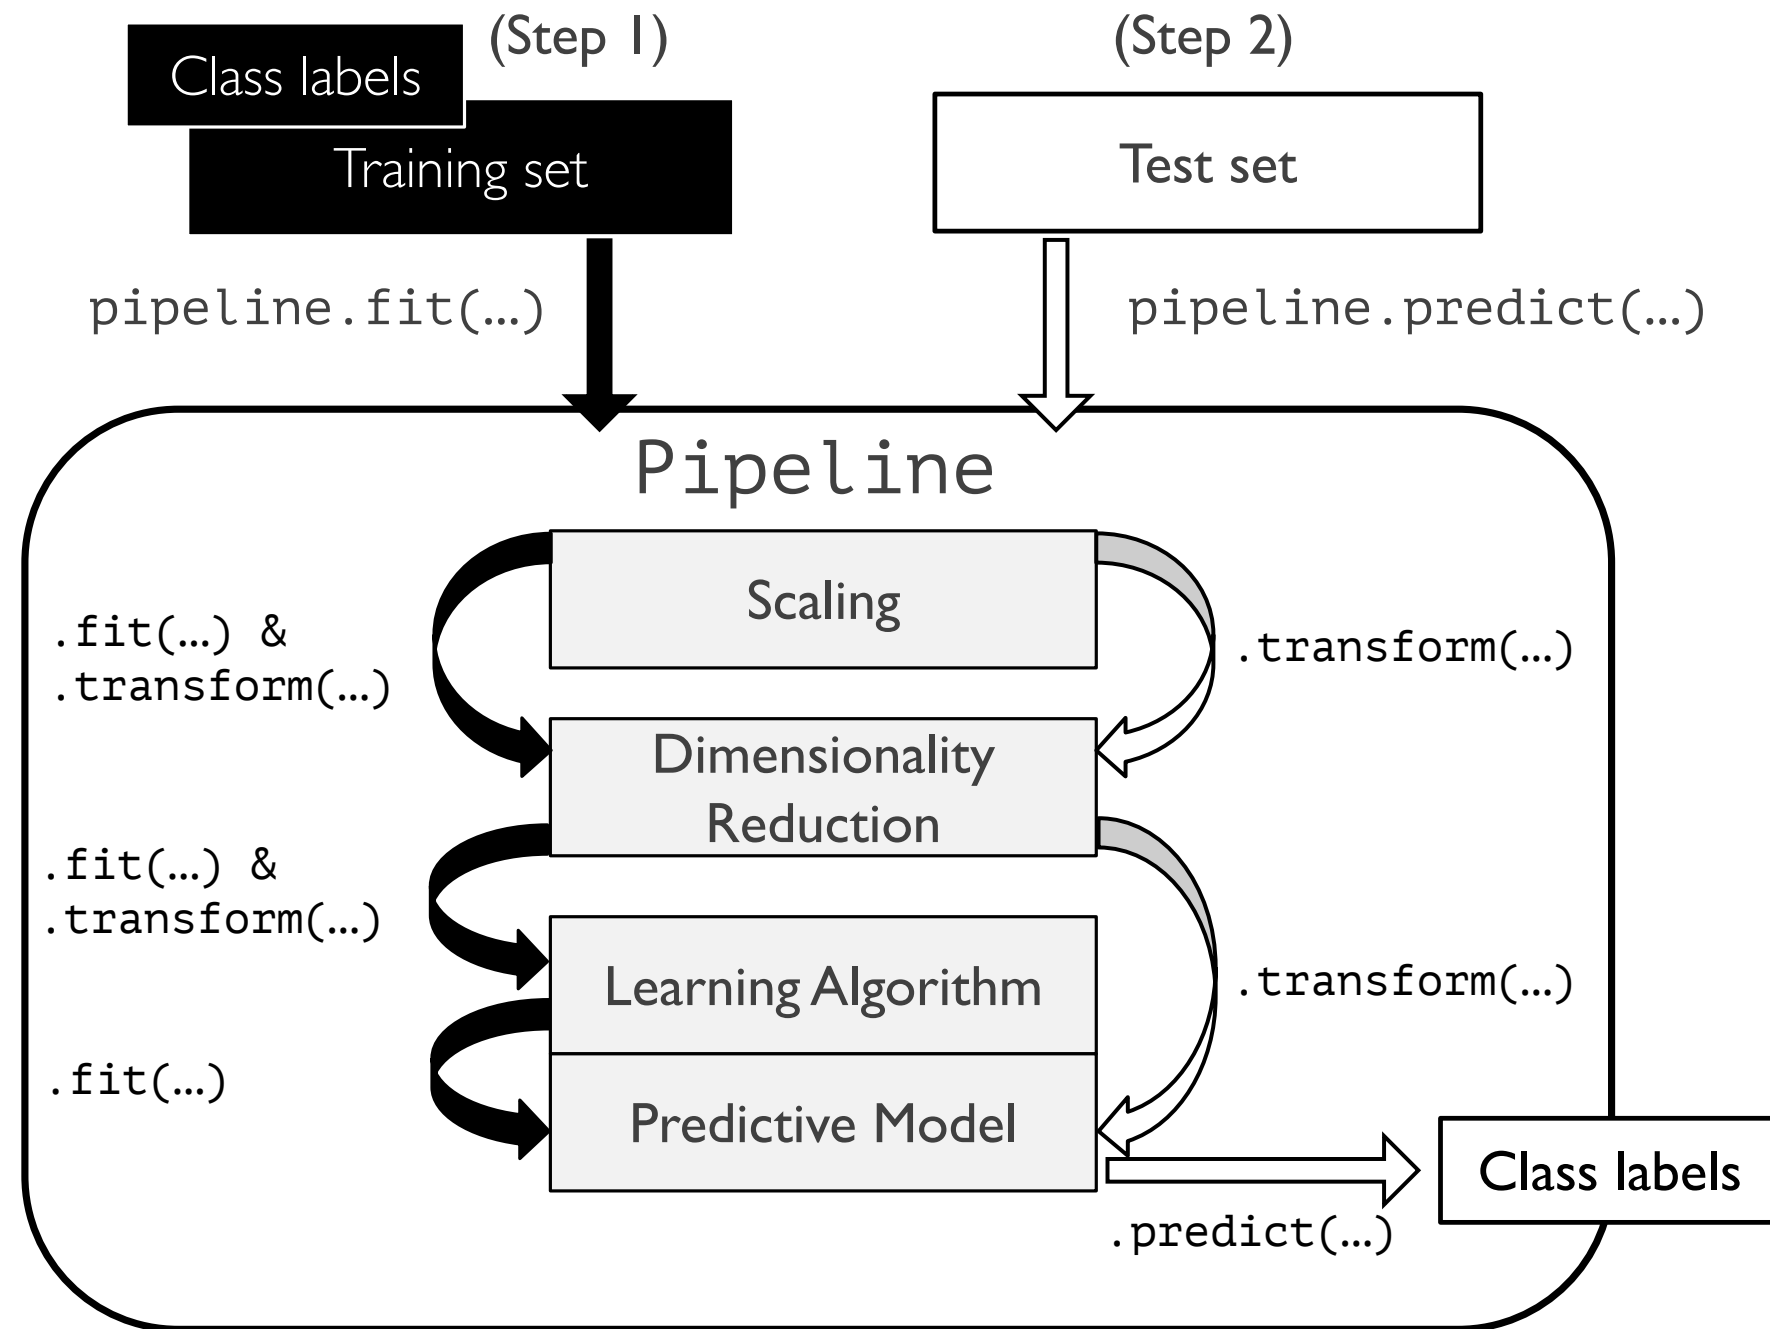 (Step 1)
(Step 2)
Class labels
Training set
Test set
pipeline.fit(…)
pipeline.predict(…)
Pipeline
Scaling
.fit(…) &
.transform(…)
.transform(…)
Dimensionality
Reduction
.fit(…) &
.transform(…)
Learning Algorithm
.transform(…)
.fit(…)
Predictive Model
Class labels
.predict(…)